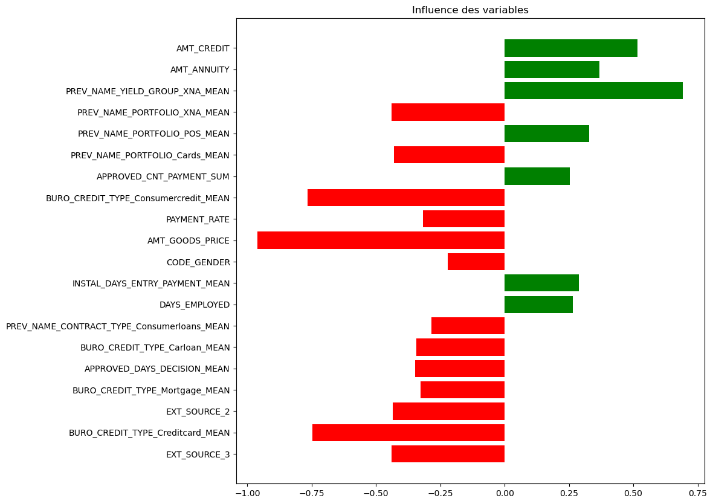 Influence des variables
AMT_CREDIT
AMT_ANNUITY
PREV_NAME_YIELD_GROUP_XNA_MEAN
PREV_NAME_PORTFOLIO_XNA_MEAN
PREV_NAME_PORTFOLIO_POS_MEAN
PREV_NAME_PORTFOLIO_Cards_MEAN
APPROVED_CNT_PAYMENT_SUM
BURO_CREDIT_TYPE_Consumercredit_MEAN
PAYMENT_RATE
AMT_GOODS_PRICE
CODE_GENDER
INSTAL_DAYS_ENTRY_PAYMENT_MEAN
DAYS_EMPLOYED
PREV_NAME_CONTRACT_TYPE_Consumerloans_MEAN
BURO_CREDIT_TYPE_Carloan_MEAN
APPROVED_DAYS_DECISION_MEAN
BURO_CREDIT_TYPE_Mortgage_MEAN
EXT_SOURCE_2
BURO_CREDIT_TYPE_Creditcard_MEAN
EXT_SOURCE_3
−1.00 −0.75 −0.50 −0.25 0.00 0.25 0.50 0.75